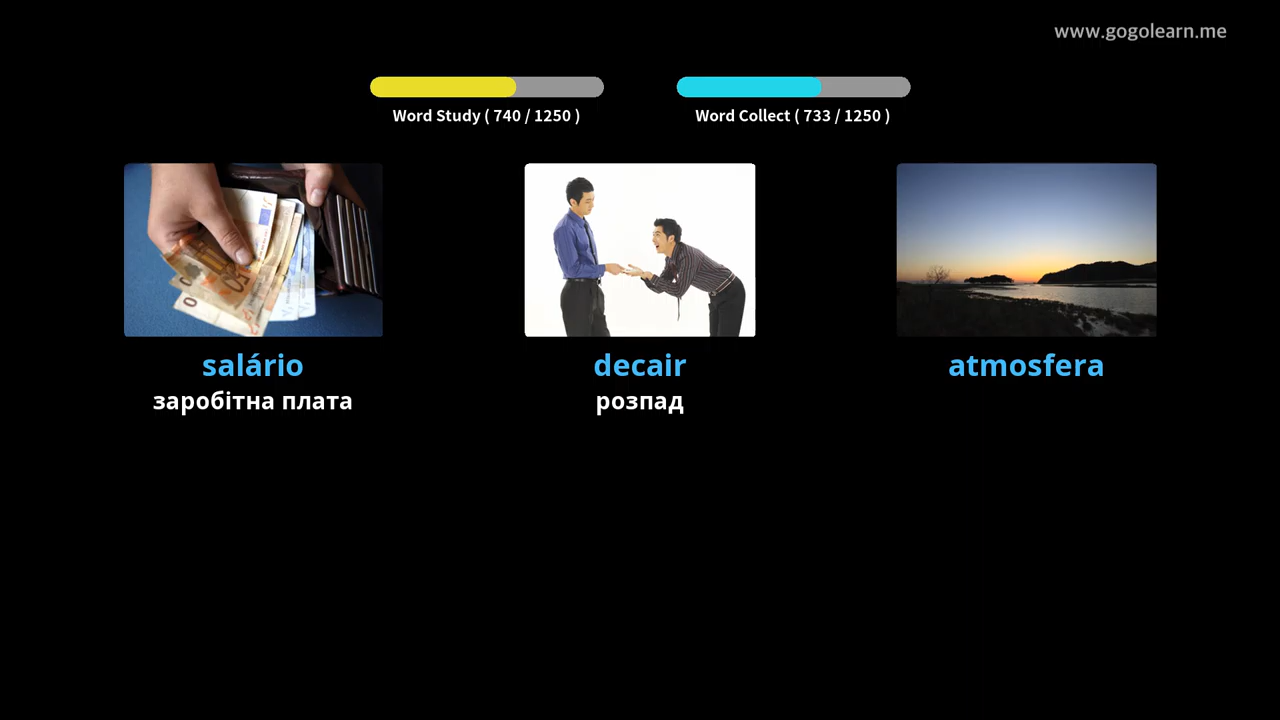 www.gogolearn.me
Word Study ( 740 / 1250 )
Word Collect ( 733 / 1250 )
salário
decair
atmosfera
заробітна плата
розпад